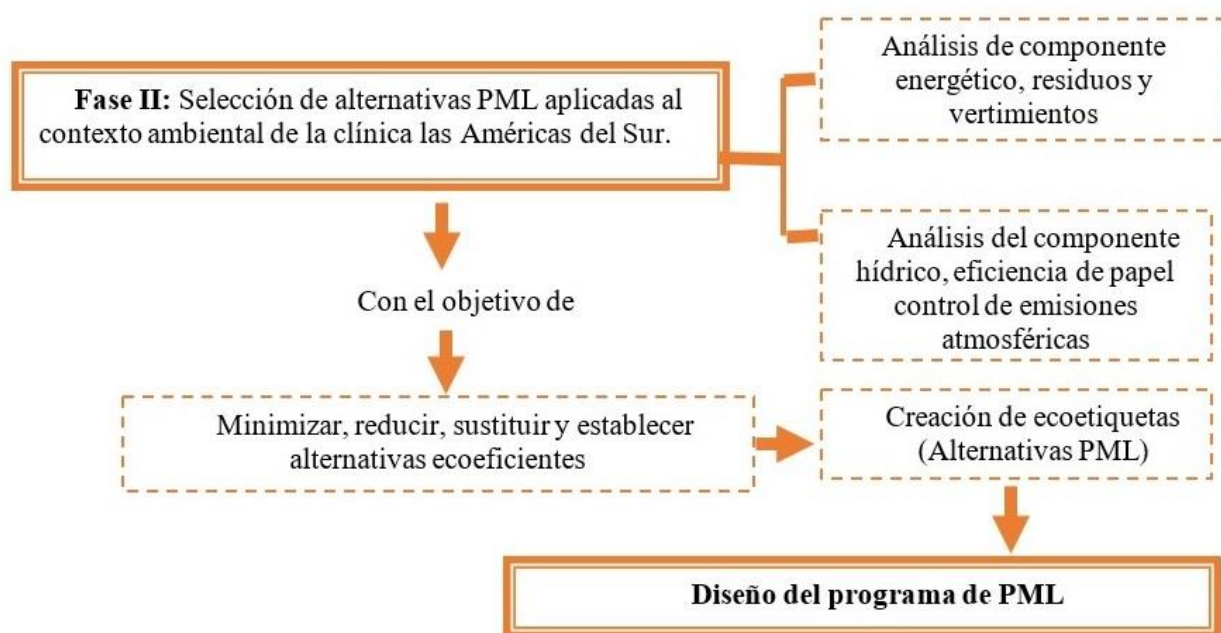 Fase II: Selección de alternativas PML aplicadas al
contexto ambiental de la clínica las Américas del Sur.
Análisis de componente
energético, residuos y
vertimientos
Análisis del componente
hídrico, eficiencia de papel
control de emisiones
atmosféricas
Con el objetivo de
Minimizar, reducir, sustituir y establecer
alternativas ecoeficientes
Creación de ecoetiquetas
(Alternativas PML)
Diseño del programa de PML